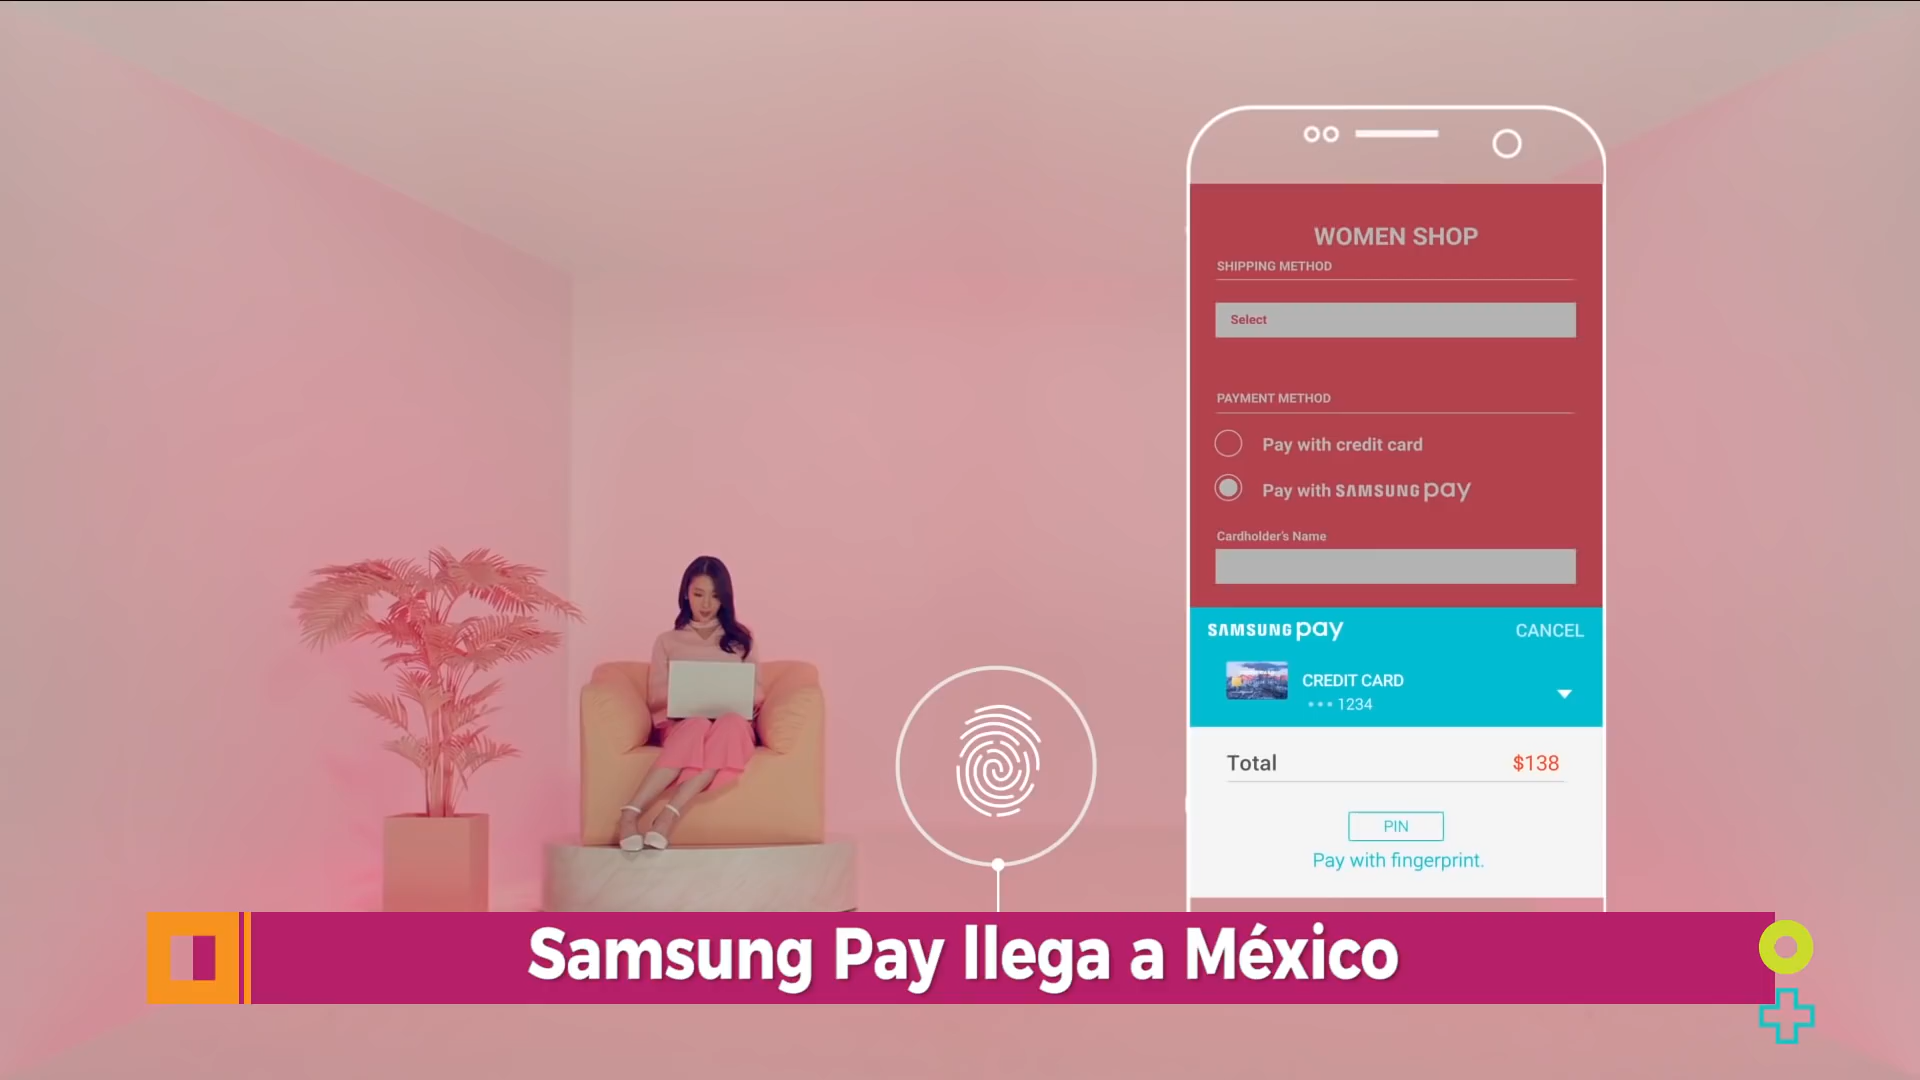 WOMEN SHOP
SHIPPING METHOD
Select
PAYMENT METHOD
Pay with credit card
Pay with SAMSUNG pay
Cardholder's Name
SAMSUNG pay CANCEL
CREDIT CARD
••• 1234
Total $138
PIN
Pay with fingerprint.
Samsung Pay llega a México